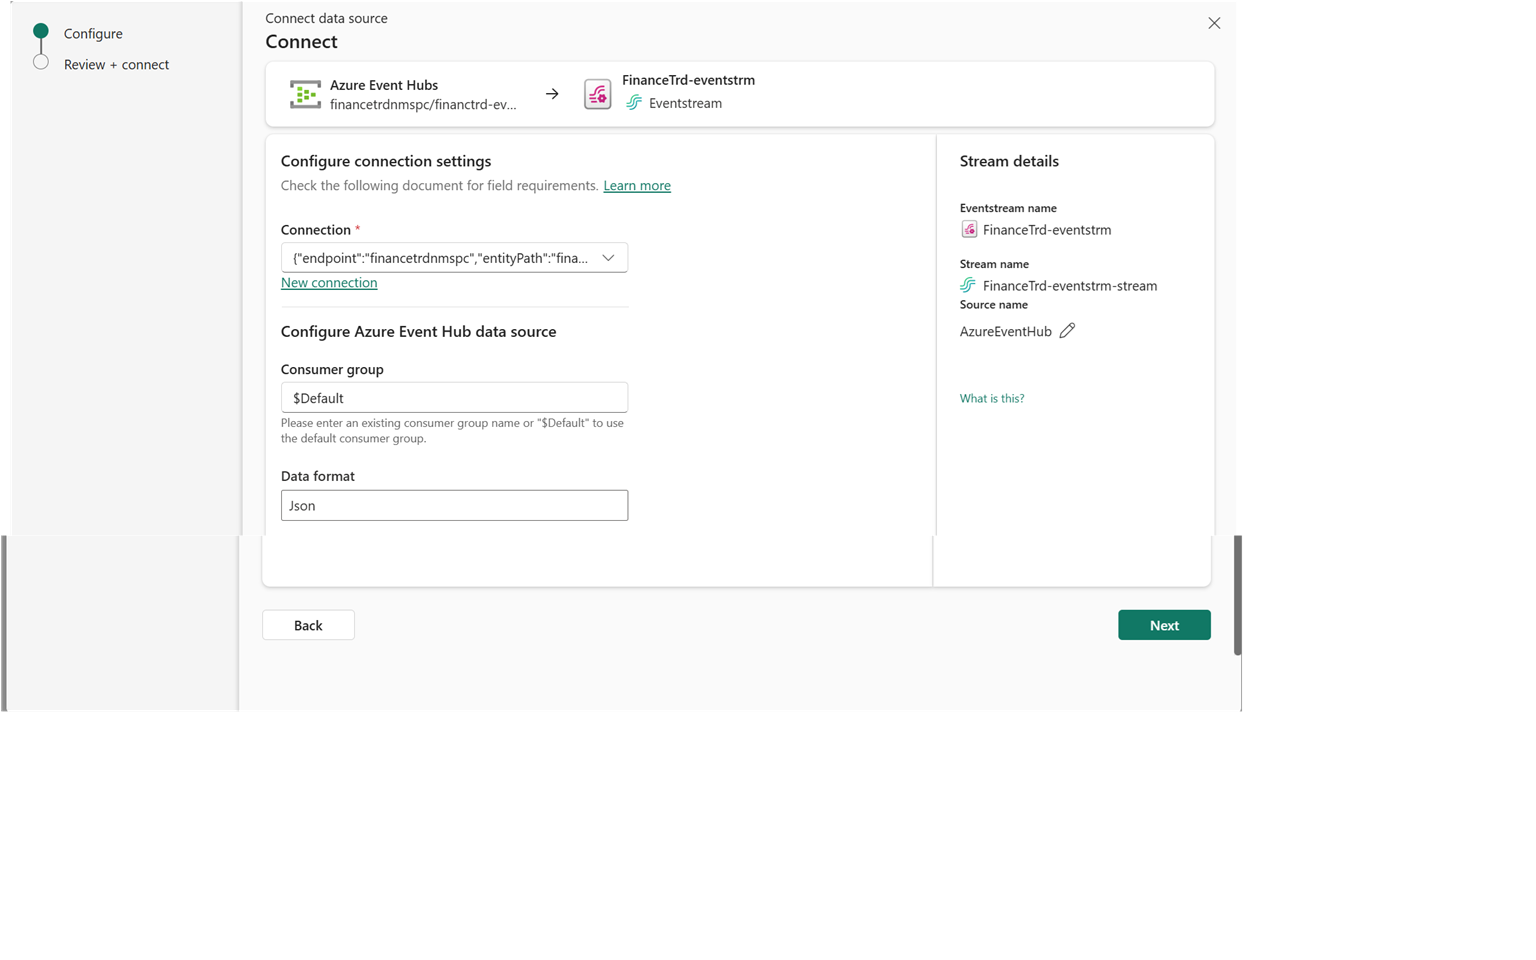 Configure
Review + connect
Connect data source
Connect
Azure Event Hubs
financetrdnmspc/financtrd-ev...
FinanceTrd-eventstrm
Eventstream
Configure connection settings
Check the following document for field requirements. Learn more
Connection *
{"endpoint":"financetrdnmspc","entityPath":"fina...
New connection
Configure Azure Event Hub data source
Consumer group
$Default
Please enter an existing consumer group name or "$Default" to use
the default consumer group.
Data format
Json
Stream details
Eventstream name
FinanceTrd-eventstrm
Stream name
FinanceTrd-eventstrm-stream
Source name
AzureEventHub
What is this?
Back
Next